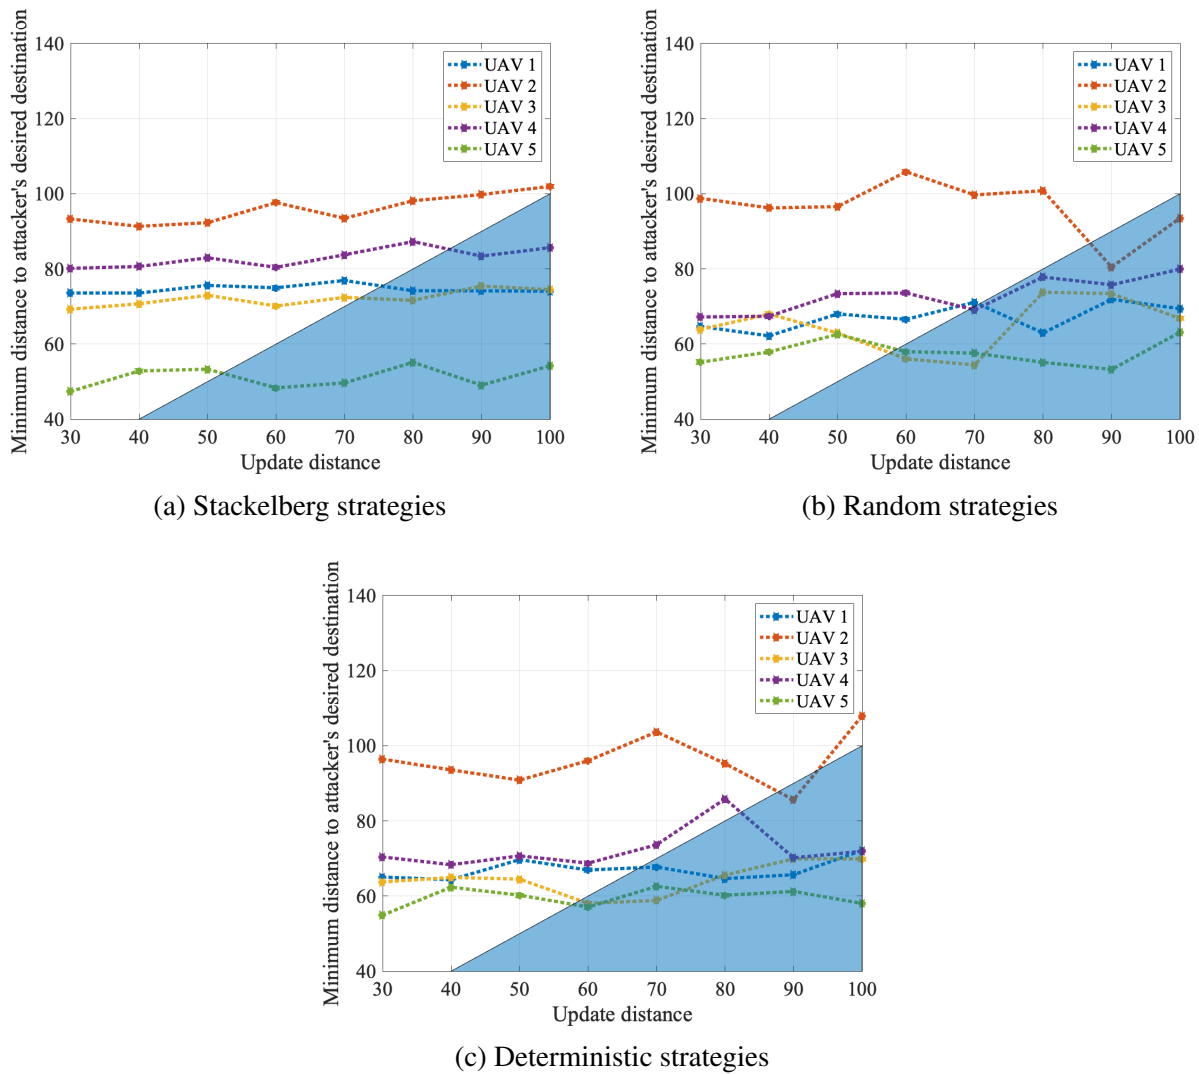 Minimum distance to attacker's desired destination
140
120
100
80
60
40
30 40 50 60 70 80 90 100
Update distance
UAV 1
UAV 2
UAV 3
UAV 4
UAV 5
(a) Stackelberg strategies
Minimum distance to attacker's desired destination
140
120
100
80
60
40
30 40 50 60 70 80 90 100
Update distance
UAV 1
UAV 2
UAV 3
UAV 4
UAV 5
(b) Random strategies
Minimum distance to attacker's desired destination
140
120
100
80
60
40
30 40 50 60 70 80 90 100
Update distance
UAV 1
UAV 2
UAV 3
UAV 4
UAV 5
(c) Deterministic strategies